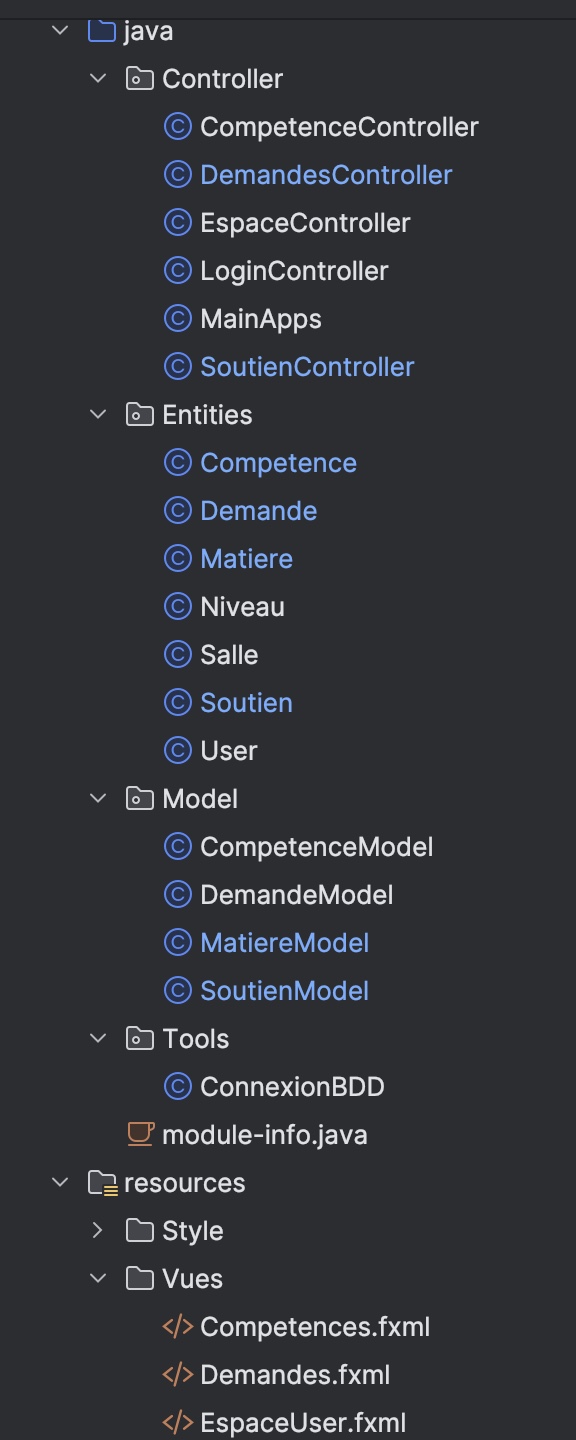 java
Controller
CompetenceController
DemandesController
EspaceController
LoginController
MainApps
SoutienController
Entities
Competence
Demande
Matiere
Niveau
Salle
Soutien
User
Model
CompetenceModel
DemandeModel
MatiereModel
SoutienModel
Tools
ConnexionBDD
module-info.java
resources
Style
Vues
Competences.fxml
Demandes.fxml
EspaceUser.fxml